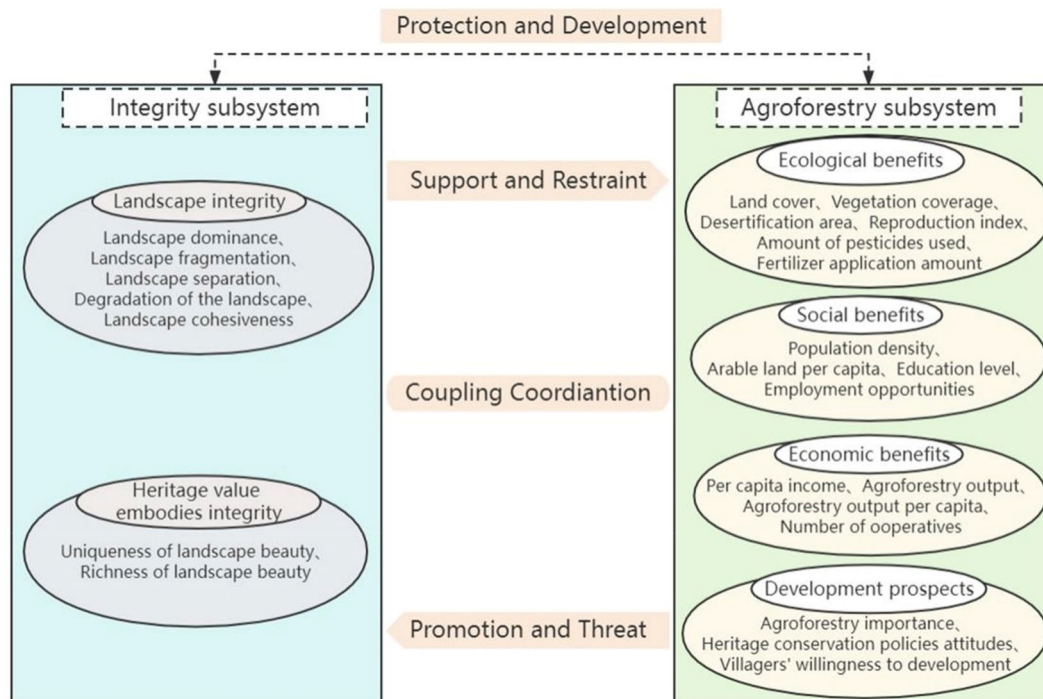 Protection and Development
Integrity subsystem
Landscape integrity
Landscape dominance、
Landscape fragmentation、
Landscape separation、
Degradation of the landscape、
Landscape cohesiveness
Heritage value
embodies integrity
Uniqueness of landscape beauty、
Richness of landscape beauty
Support and Restraint
Coupling Coordiantion
Promotion and Threat
Agroforestry subsystem
Ecological benefits
Land cover、Vegetation coverage、
Desertification area、Reproduction index、
Amount of pesticides used、
Fertilizer application amount
Social benefits
Population density、
Arable land per capita、Education level、
Employment opportunities
Economic benefits
Per capita income、Agroforestry output、
Agroforestry output per capita、
Number of ooperatives
Development prospects
Agroforestry importance、
Heritage conservation policies attitudes、
Villagers' willingness to development